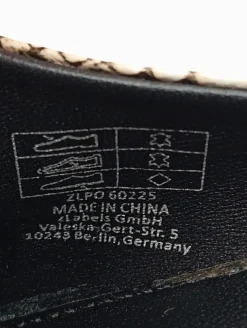 ZLPO 60225
MADE IN CHINA
zLabels GmbH
Valeska-Gert-Str. 5
10243 Berlin, Germany